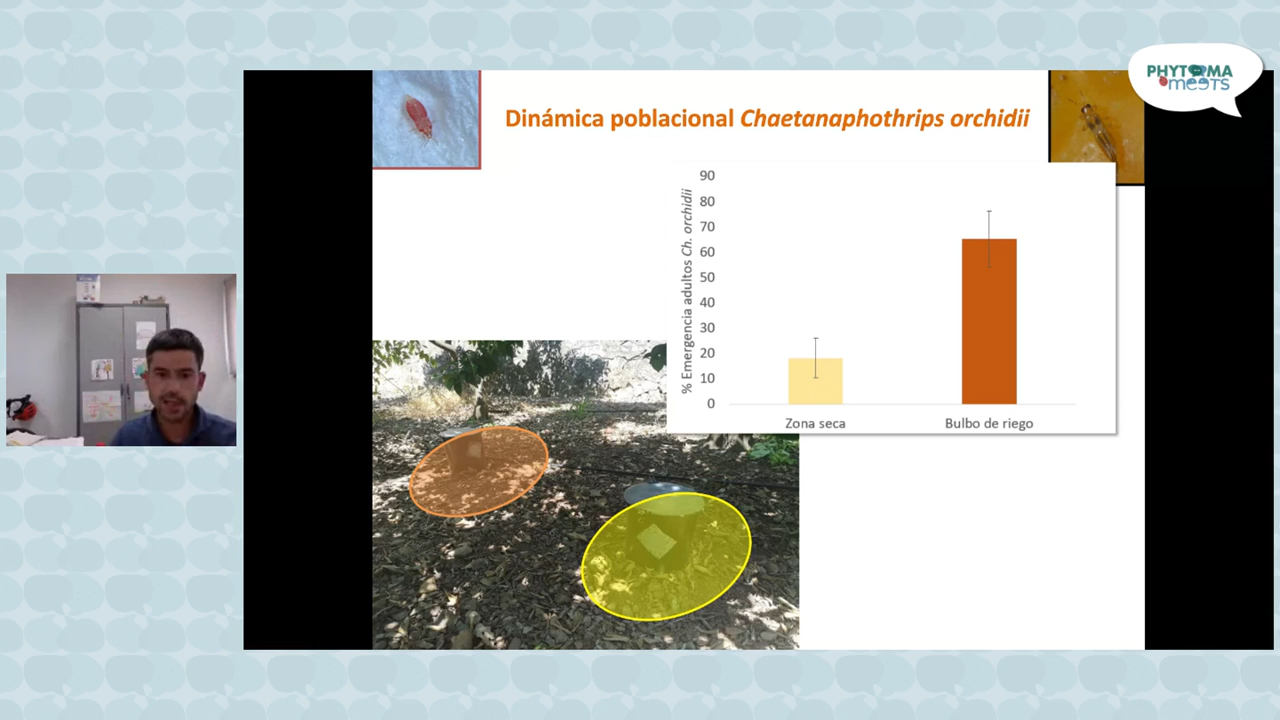 PHYTOMA
meets
Dinámica poblacional Chaetanaphothrips orchidii
% Emergencia adultos Ch. orchidii
90
80
70
60
50
40
30
20
10
0
Zona seca
Bulbo de riego